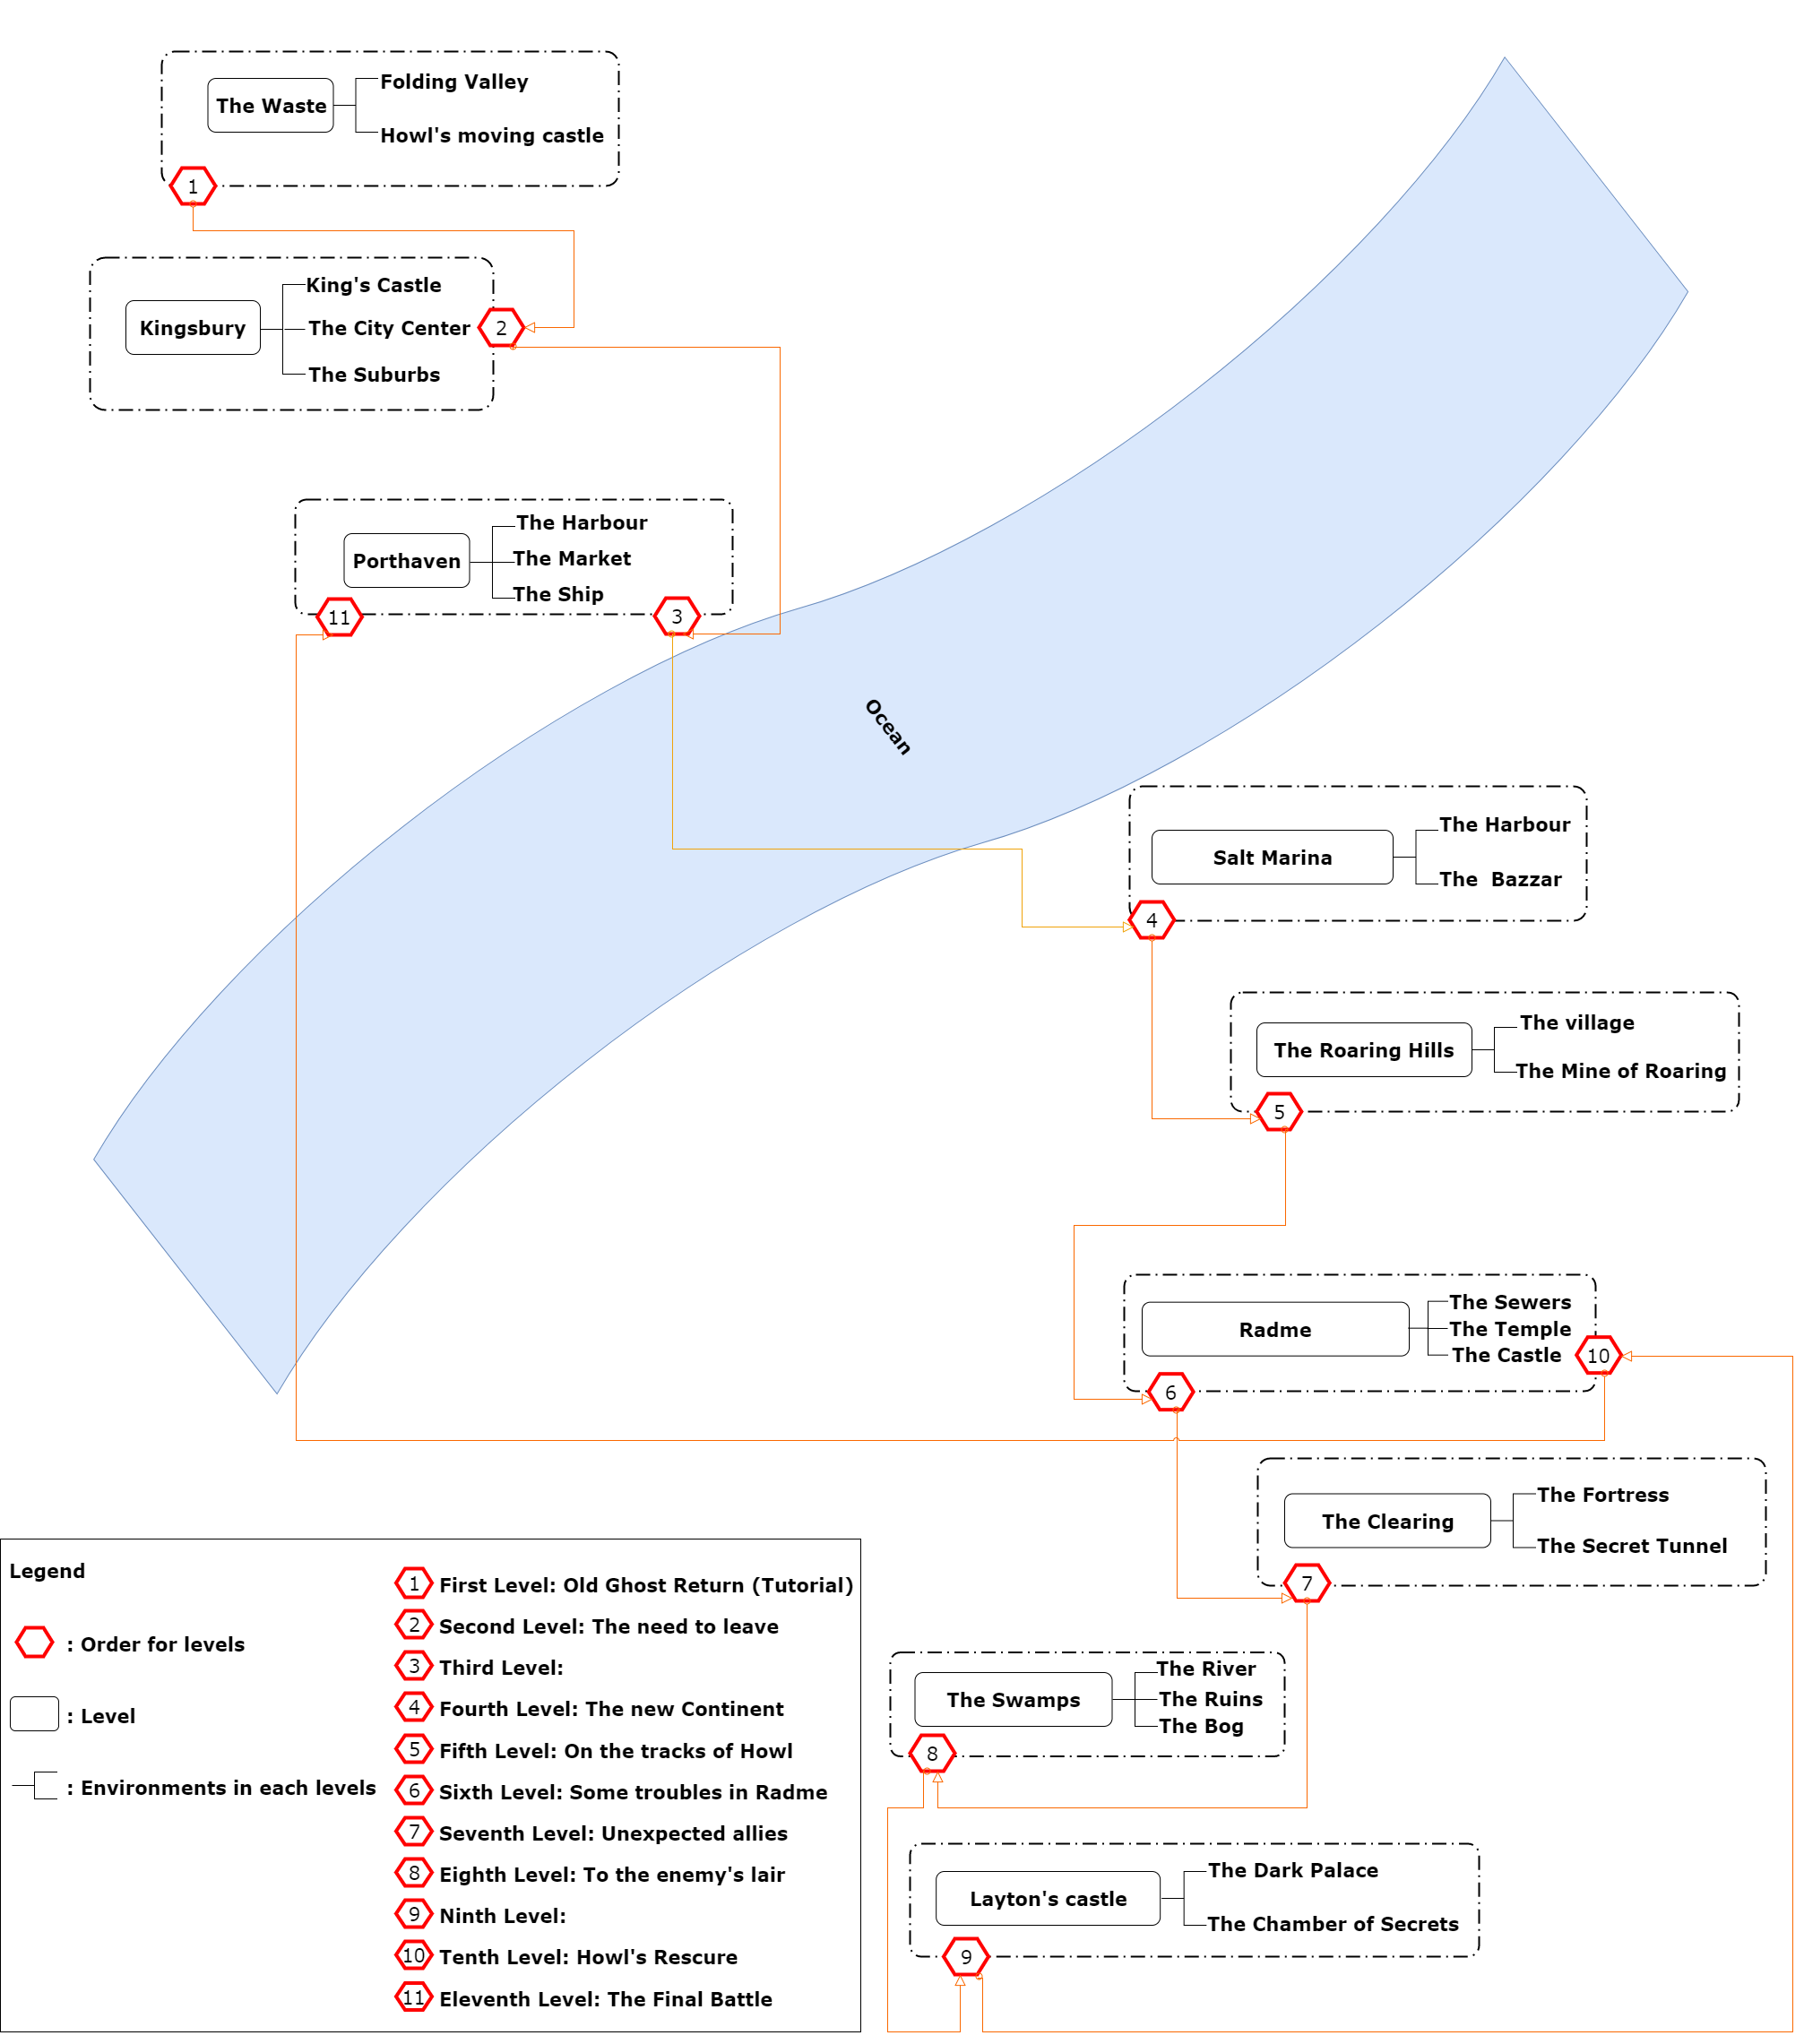 The Waste
Folding Valley
Howl's moving castle
1
Kingsbury
King's Castle
The City Center
The Suburbs
2
Porthaven
The Harbour
The Market
The Ship
11
3
Ocean
Salt Marina
The Harbour
The Bazzar
4
The Roaring Hills
The village
The Mine of Roaring
5
Radme
The Sewers
The Temple
The Castle
10
6
The Clearing
The Fortress
The Secret Tunnel
7
The Swamps
The River
The Ruins
The Bog
8
Layton's castle
The Dark Palace
The Chamber of Secrets
9
Legend
: Order for levels
: Level
: Environments in each levels
1 First Level: Old Ghost Return (Tutorial)
2 Second Level: The need to leave
3 Third Level:
4 Fourth Level: The new Continent
5 Fifth Level: On the tracks of Howl
6 Sixth Level: Some troubles in Radme
7 Seventh Level: Unexpected allies
8 Eighth Level: To the enemy's lair
9 Ninth Level:
10 Tenth Level: Howl's Rescure
11 Eleventh Level: The Final Battle